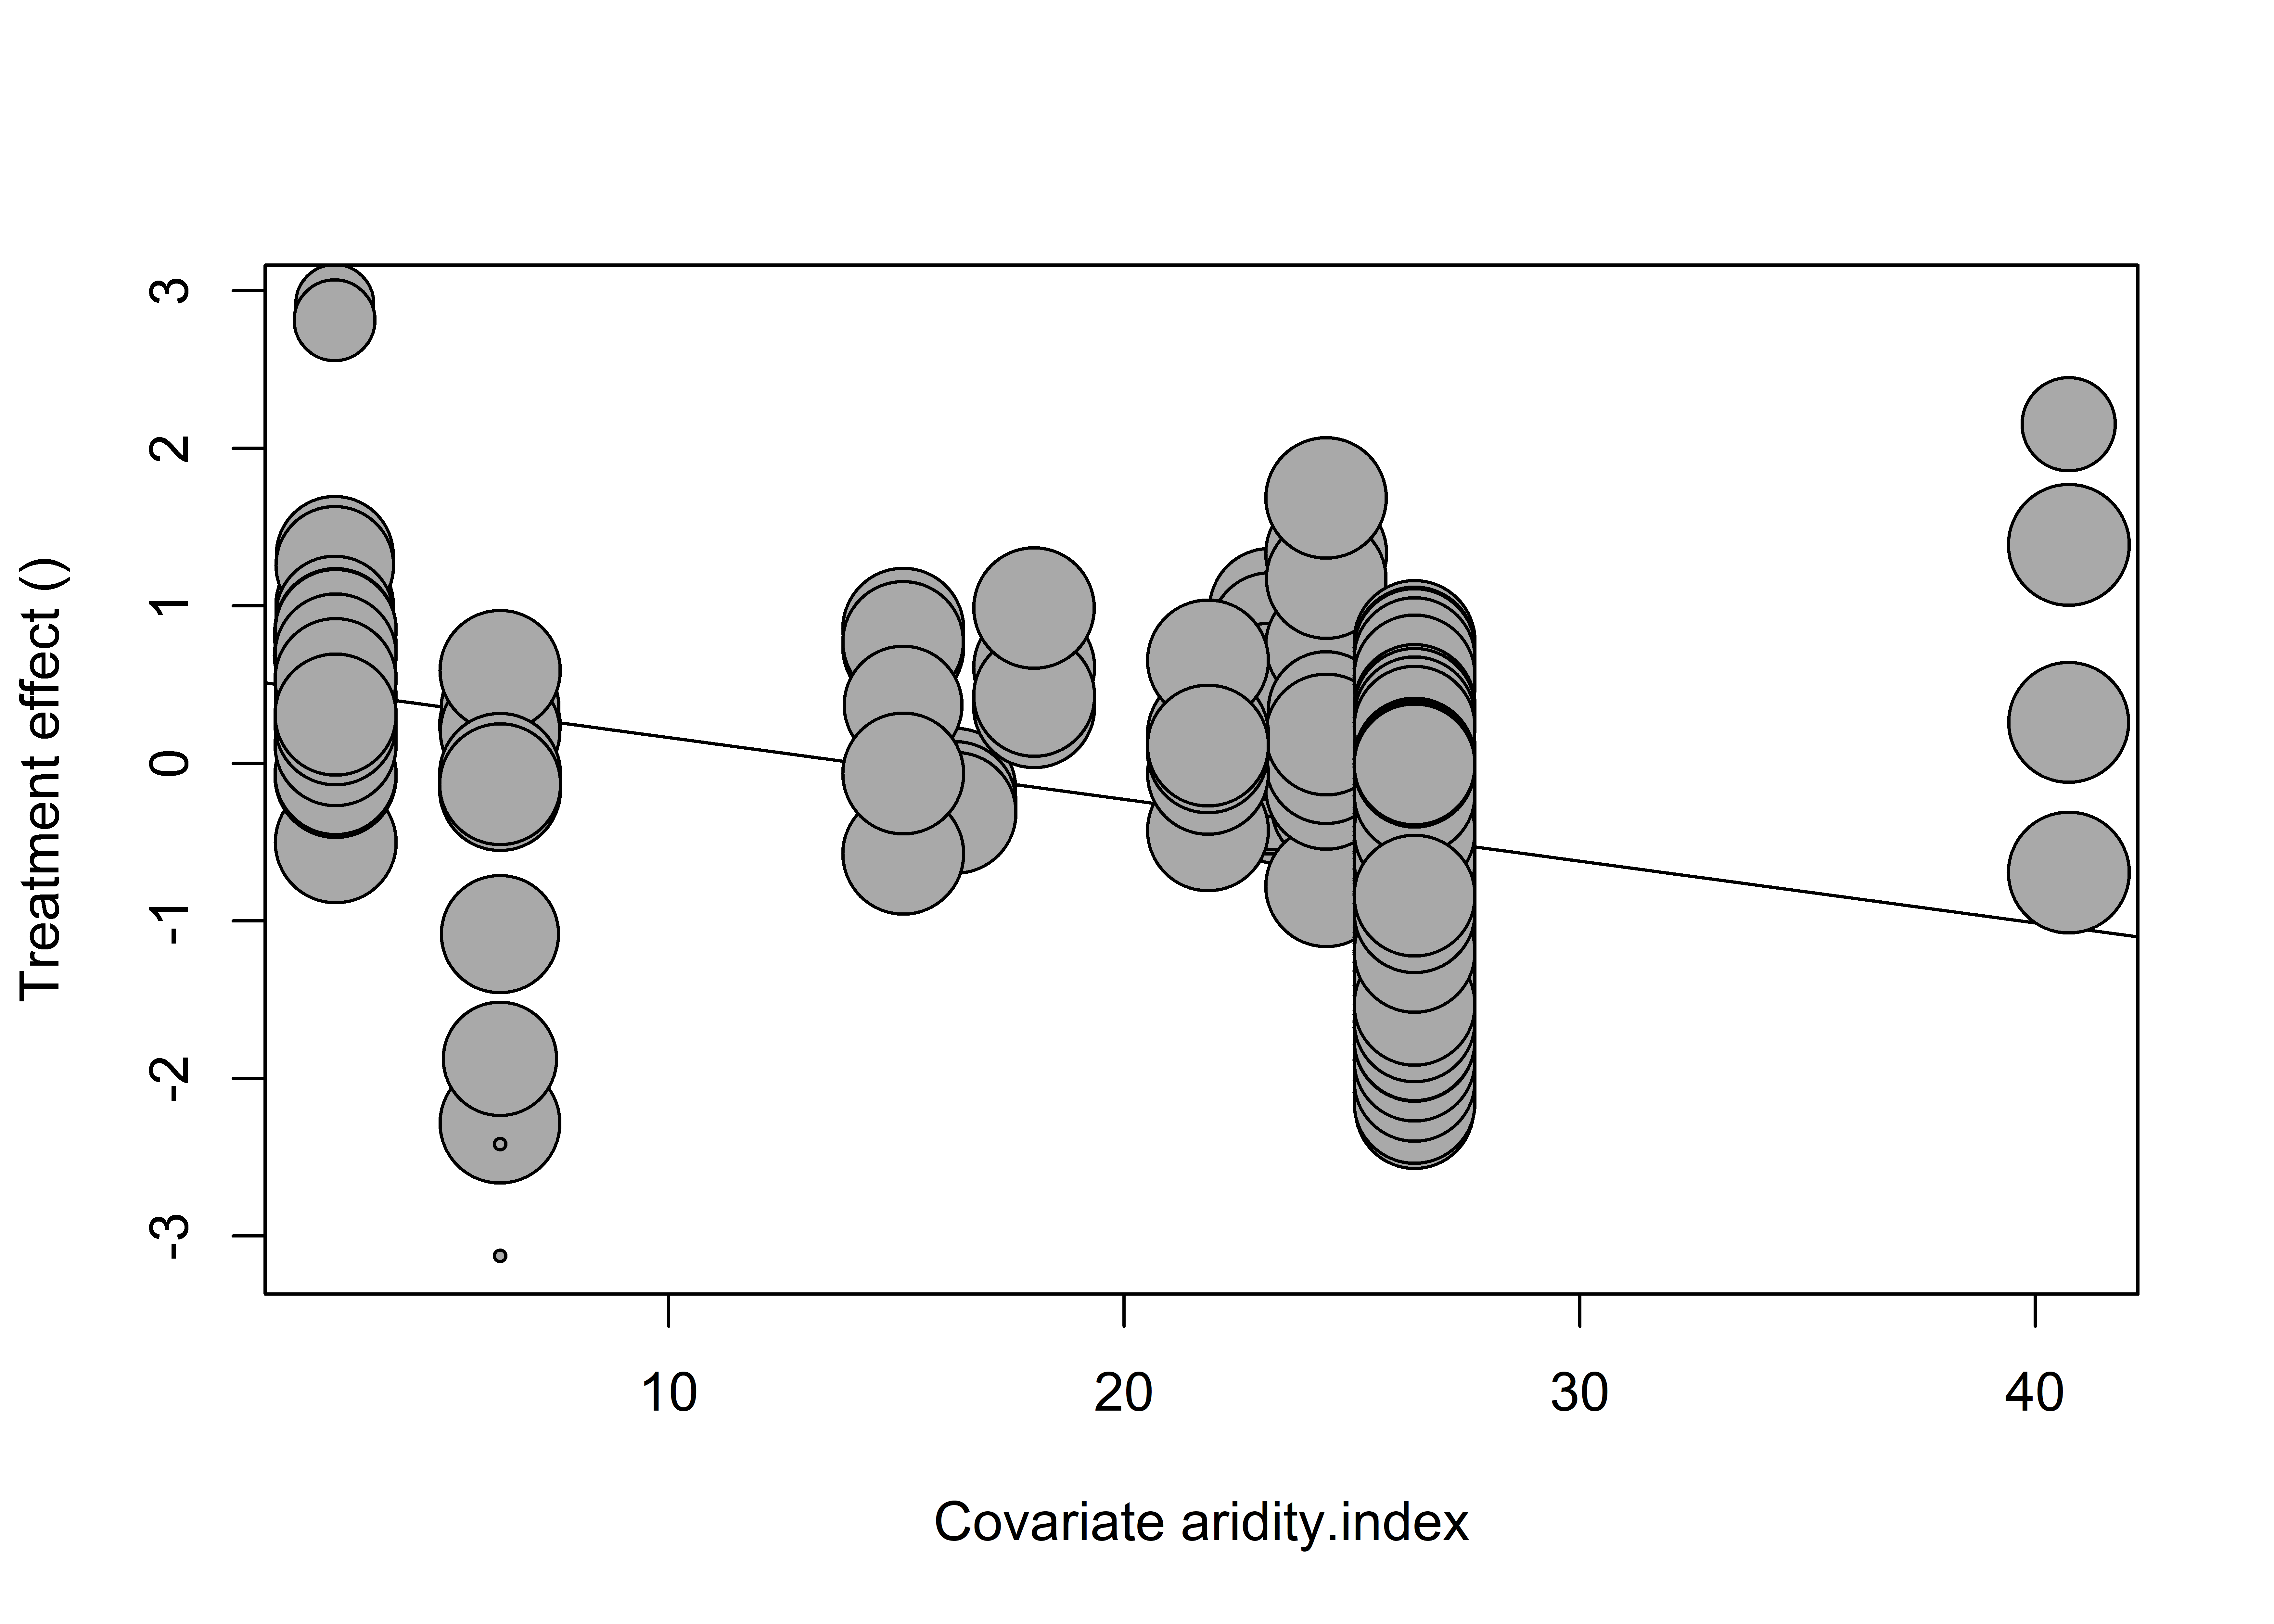 Treatment effect ()
3
2
1
0
-1
-2
-3
10 20 30 40
Covariate aridity.index